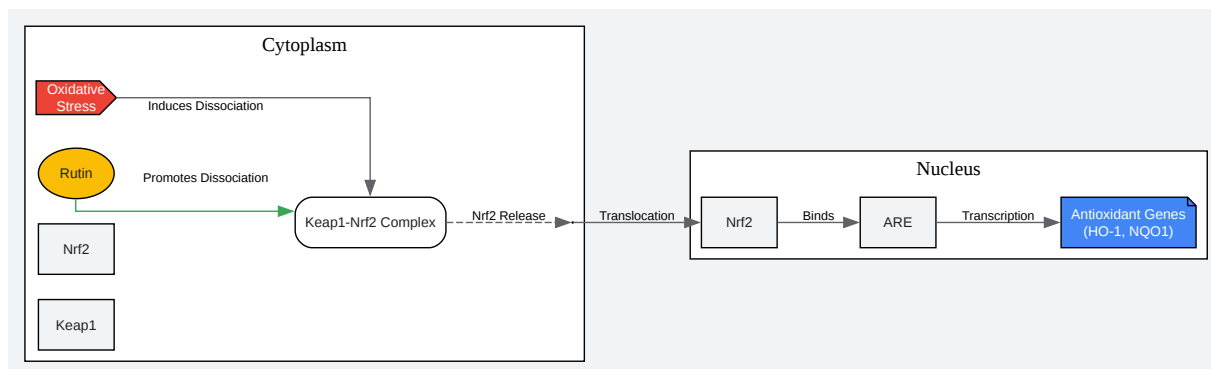 Cytoplasm
Oxidative
Stress
Induces Dissociation
Rutin
Promotes Dissociation
Nrf2
Keap1
Keap1-Nrf2 Complex
Nrf2 Release
Translocation
Nucleus
Nrf2
Binds
ARE
Transcription
Antioxidant Genes
(HO-1, NQO1)